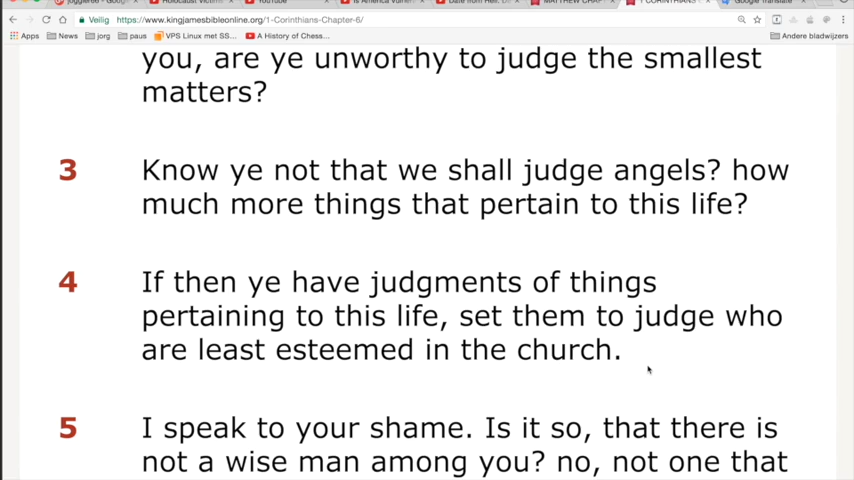 Veilig
https://www.kingjamesbibleonline.org/1-Corinthians-Chapter-6/
Apps News jorg paus VPS Linux met SS... A History of Chess... Andere bladwijzers
you, are ye unworthy to judge the smallest
matters?
3 Know ye not that we shall judge angels? how
much more things that pertain to this life?
4 If then ye have judgments of things
pertaining to this life, set them to judge who
are least esteemed in the church.
5 I speak to your shame. Is it so, that there is
not a wise man among you? no, not one that